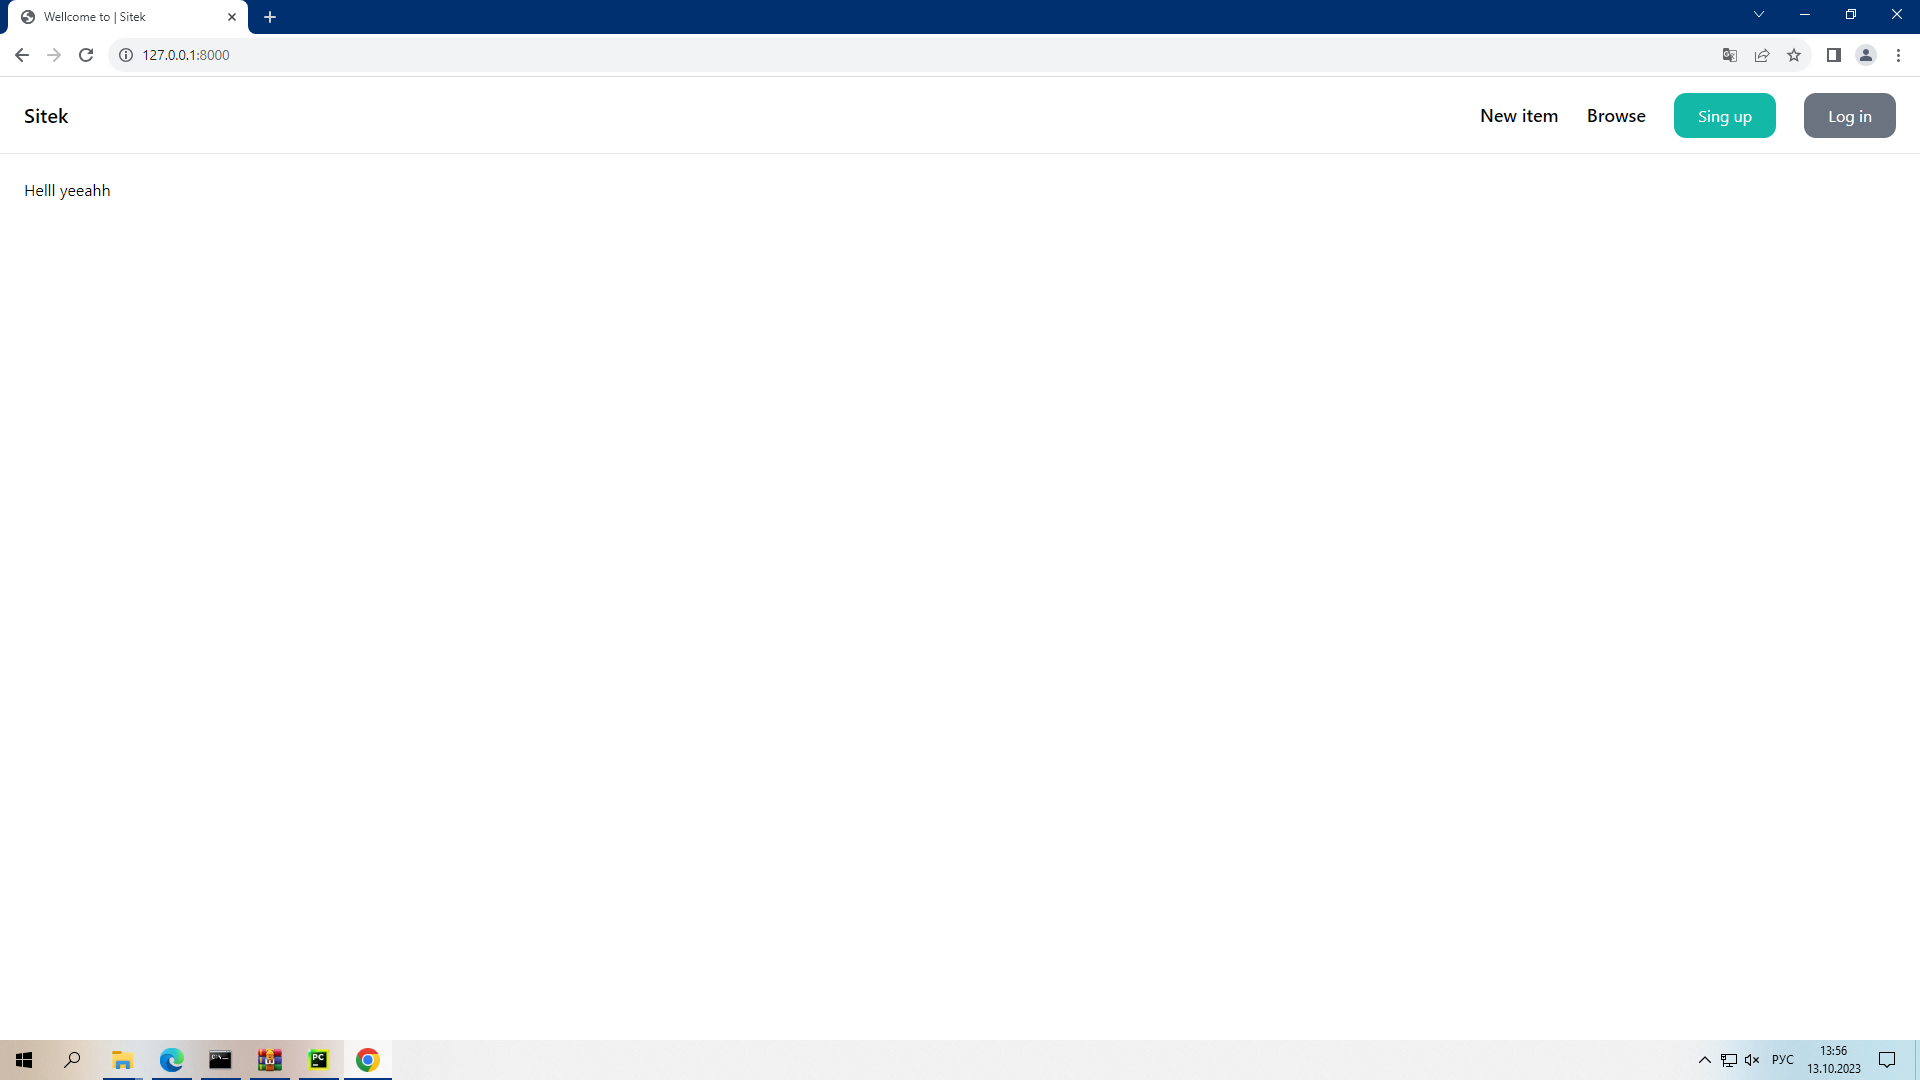 Wellcome to | Sitek
127.0.0.1:8000
Sitek
New item
Browse
Sing up
Log in
Helll yeeahh
PC
РУС
13:56
13.10.2023